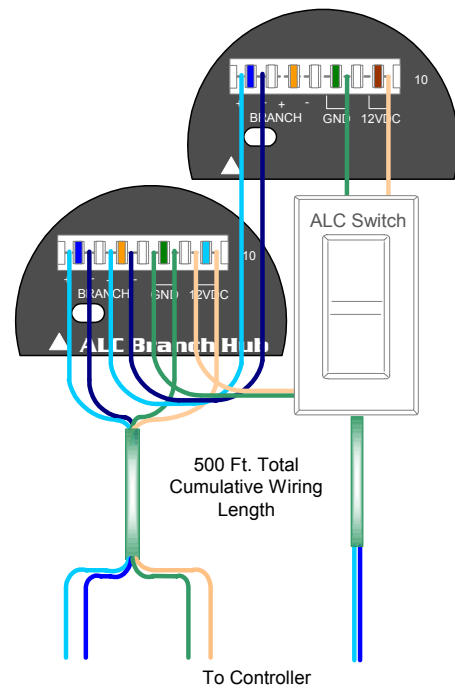 10
+ - + -
BRANCH GND 12VDC
ALC Switch
10
+ - + -
BRANCH GND 12VDC
ALC Branch Hub
500 Ft. Total
Cumulative Wiring
Length
To Controller